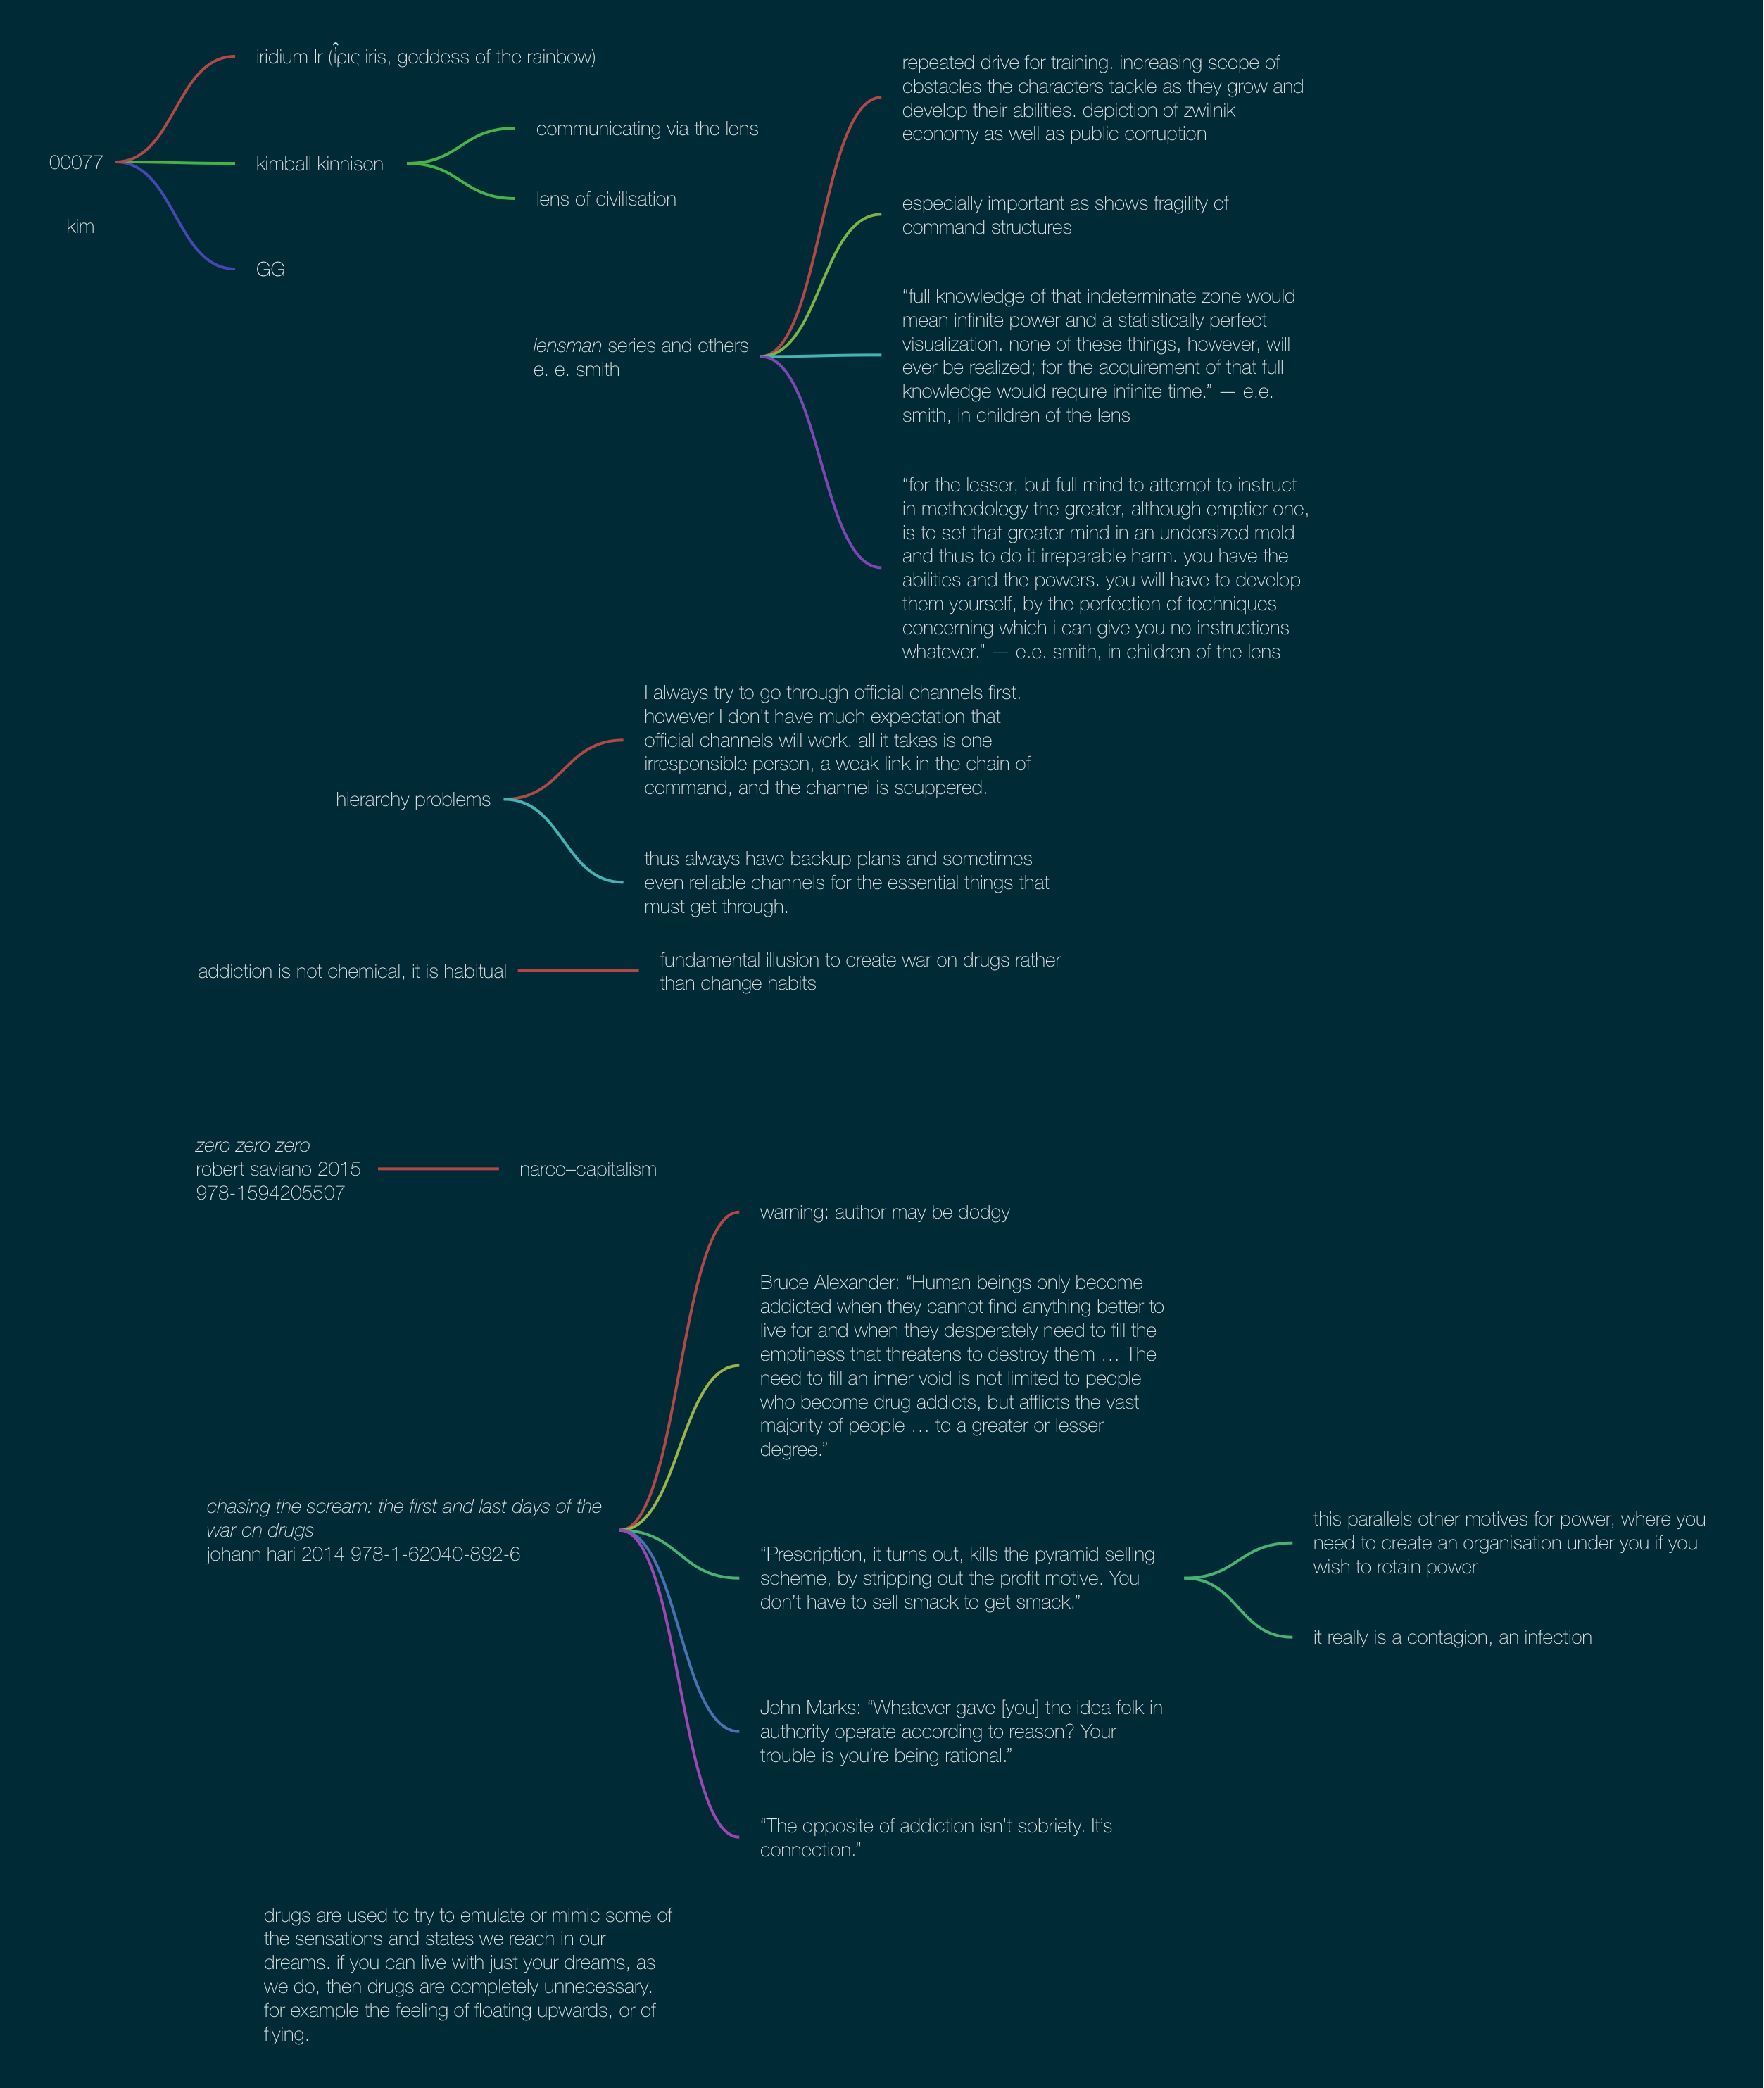 iridium Ir (ἶρις iris, goddess of the rainbow)
communicating via the lens
00077
kimball kinnison
lens of civilisation
kim
GG
repeated drive for training. increasing scope of
obstacles the characters tackle as they grow and
develop their abilities. depiction of zwilnik
economy as well as public corruption
especially important as shows fragility of
command structures
lensman series and others
e. e. smith
“full knowledge of that indeterminate zone would
mean infinite power and a statistically perfect
visualization. none of these things, however, will
ever be realized; for the acquirement of that full
knowledge would require infinite time.” — e.e.
smith, in children of the lens
“for the lesser, but full mind to attempt to instruct
in methodology the greater, although emptier one,
is to set that greater mind in an undersized mold
and thus to do it irreparable harm. you have the
abilities and the powers. you will have to develop
them yourself, by the perfection of techniques
concerning which i can give you no instructions
whatever.” — e.e. smith, in children of the lens
I always try to go through official channels first.
however I don't have much expectation that
official channels will work. all it takes is one
irresponsible person, a weak link in the chain of
command, and the channel is scuppered.
hierarchy problems
thus always have backup plans and sometimes
even reliable channels for the essential things that
must get through.
addiction is not chemical, it is habitual
fundamental illusion to create war on drugs rather
than change habits
zero zero zero
robert saviano 2015
978-1594205507
narco–capitalism
warning: author may be dodgy
Bruce Alexander: “Human beings only become
addicted when they cannot find anything better to
live for and when they desperately need to fill the
emptiness that threatens to destroy them … The
need to fill an inner void is not limited to people
who become drug addicts, but afflicts the vast
majority of people … to a greater or lesser
degree.”
chasing the scream: the first and last days of the
war on drugs
johann hari 2014 978-1-62040-892-6
“Prescription, it turns out, kills the pyramid selling
scheme, by stripping out the profit motive. You
don’t have to sell smack to get smack.”
this parallels other motives for power, where you
need to create an organisation under you if you
wish to retain power
it really is a contagion, an infection
John Marks: “Whatever gave [you] the idea folk in
authority operate according to reason? Your
trouble is you’re being rational.”
“The opposite of addiction isn’t sobriety. It’s
connection.”
drugs are used to try to emulate or mimic some of
the sensations and states we reach in our
dreams. if you can live with just your dreams, as
we do, then drugs are completely unnecessary.
for example the feeling of floating upwards, or of
flying.